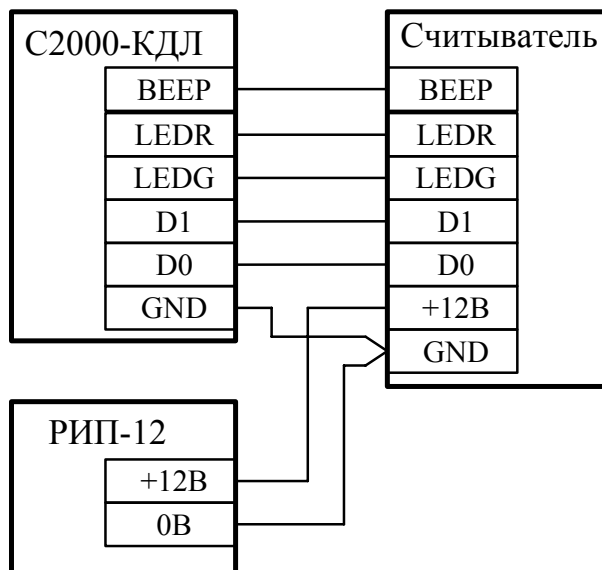 С2000-КДЛ
BEEP
LEDR
LEDG
D1
D0
GND
Считыватель
BEEP
LEDR
LEDG
D1
D0
+12В
GND
РИП-12
+12В
0В